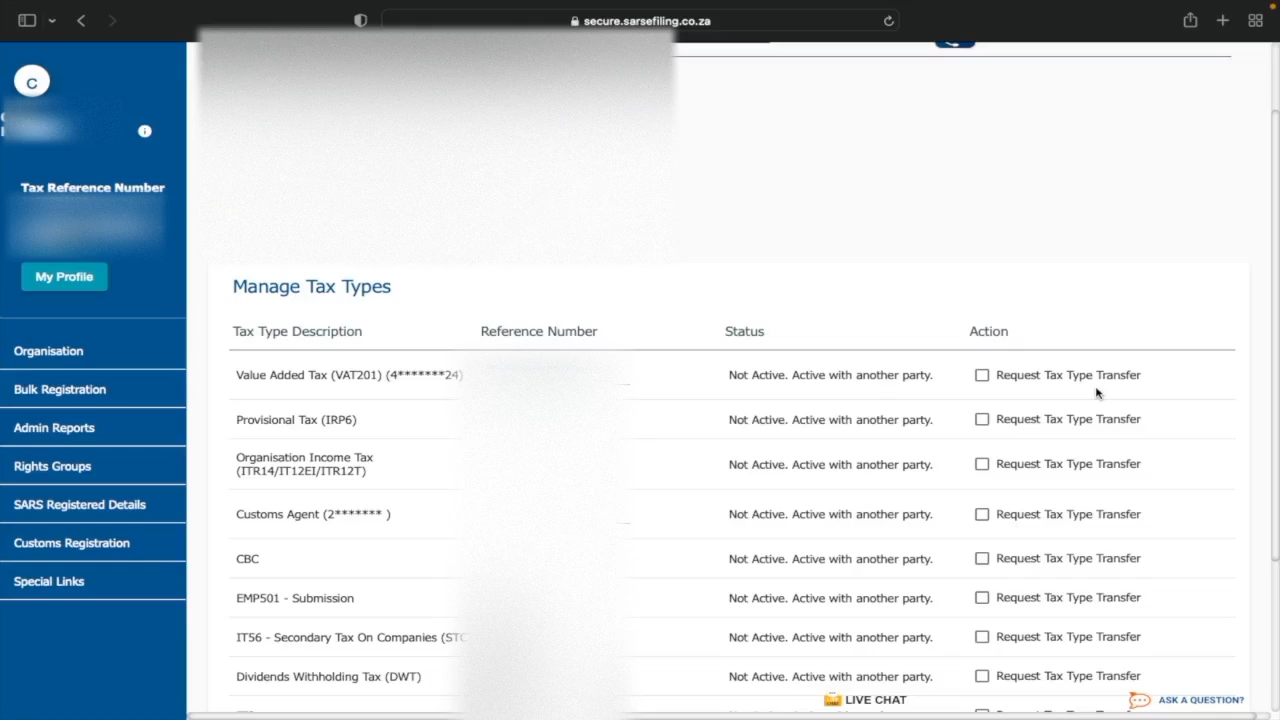 secure.sarsefiling.co.za
C
Tax Reference Number
My Profile
Organisation
Bulk Registration
Admin Reports
Rights Groups
SARS Registered Details
Customs Registration
Special Links
Manage Tax Types
Tax Type Description Reference Number Status Action
Value Added Tax (VAT201) (4*******24) Not Active. Active with another party. Request Tax Type Transfer
Provisional Tax (IRP6) Not Active. Active with another party. Request Tax Type Transfer
Organisation Income Tax
(ITR14/IT12EI/ITR12T) Not Active. Active with another party. Request Tax Type Transfer
Customs Agent (2******* ) Not Active. Active with another party. Request Tax Type Transfer
CBC Not Active. Active with another party. Request Tax Type Transfer
EMP501 - Submission Not Active. Active with another party. Request Tax Type Transfer
IT56 - Secondary Tax On Companies (STC Not Active. Active with another party. Request Tax Type Transfer
Dividends Withholding Tax (DWT) Not Active. Active with another party. Request Tax Type Transfer
LIVE CHAT
ASK A QUESTION?